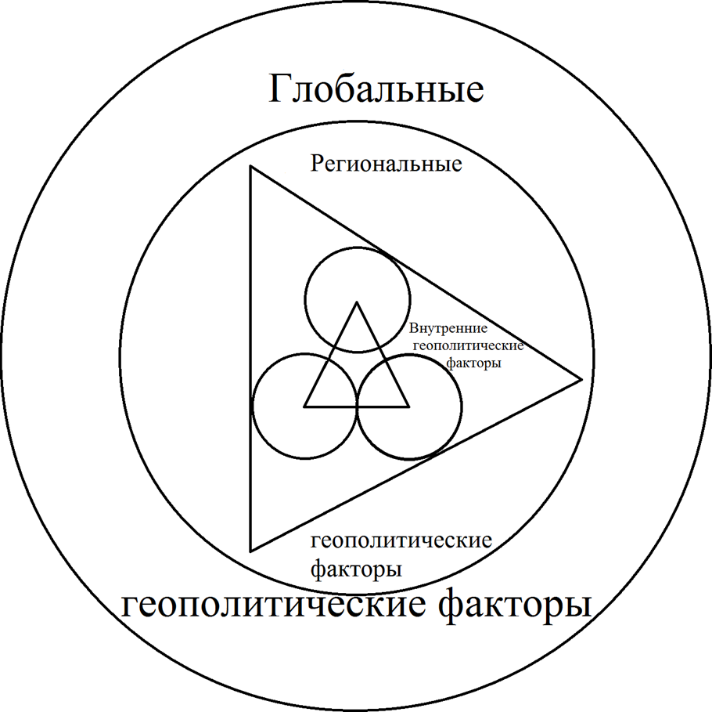 Глобальные
Региональные
Внутренние
геополитические
факторы
геополитические
факторы
геополитические факторы